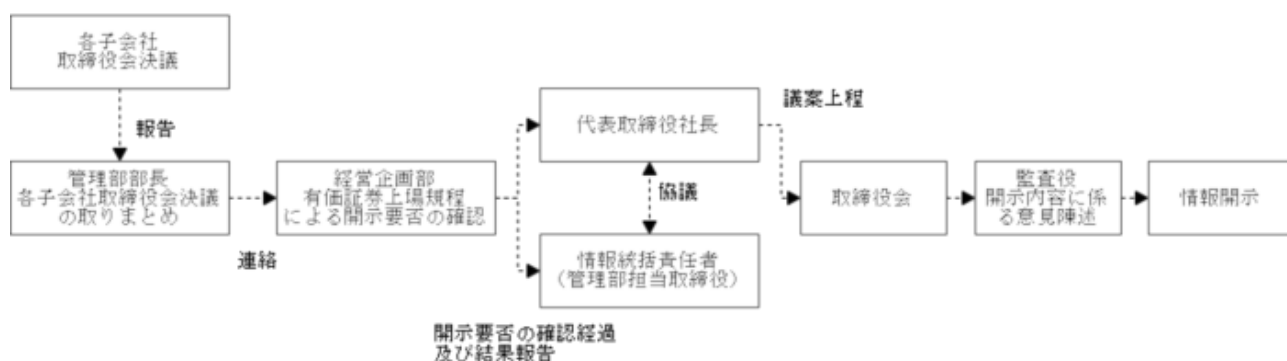 各子会社
取締役会決議
報告
管理部部長
各子会社取締役会決議
の取りまとめ
連絡
経営企画部
有価証券上場規程
による開示要否の確認
開示要否の確認経過
及び結果報告
代表取締役社長
協議
情報統括責任者
(管理部担当取締役)
議案上程
取締役会
監査役
開示内容に係
る意見陳述
情報開示